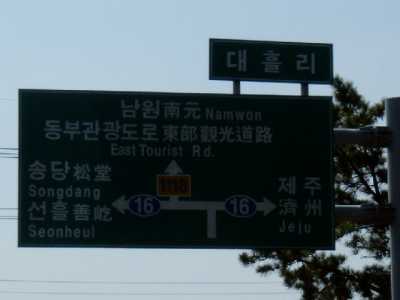 대흘리
남원南元 Namwon
동부관광도로東部觀光道路
East Tourist Rd.
송당松堂
Songdang
선흘善屹
Seonheul
1118
16
16
제주
濟州
Jeju